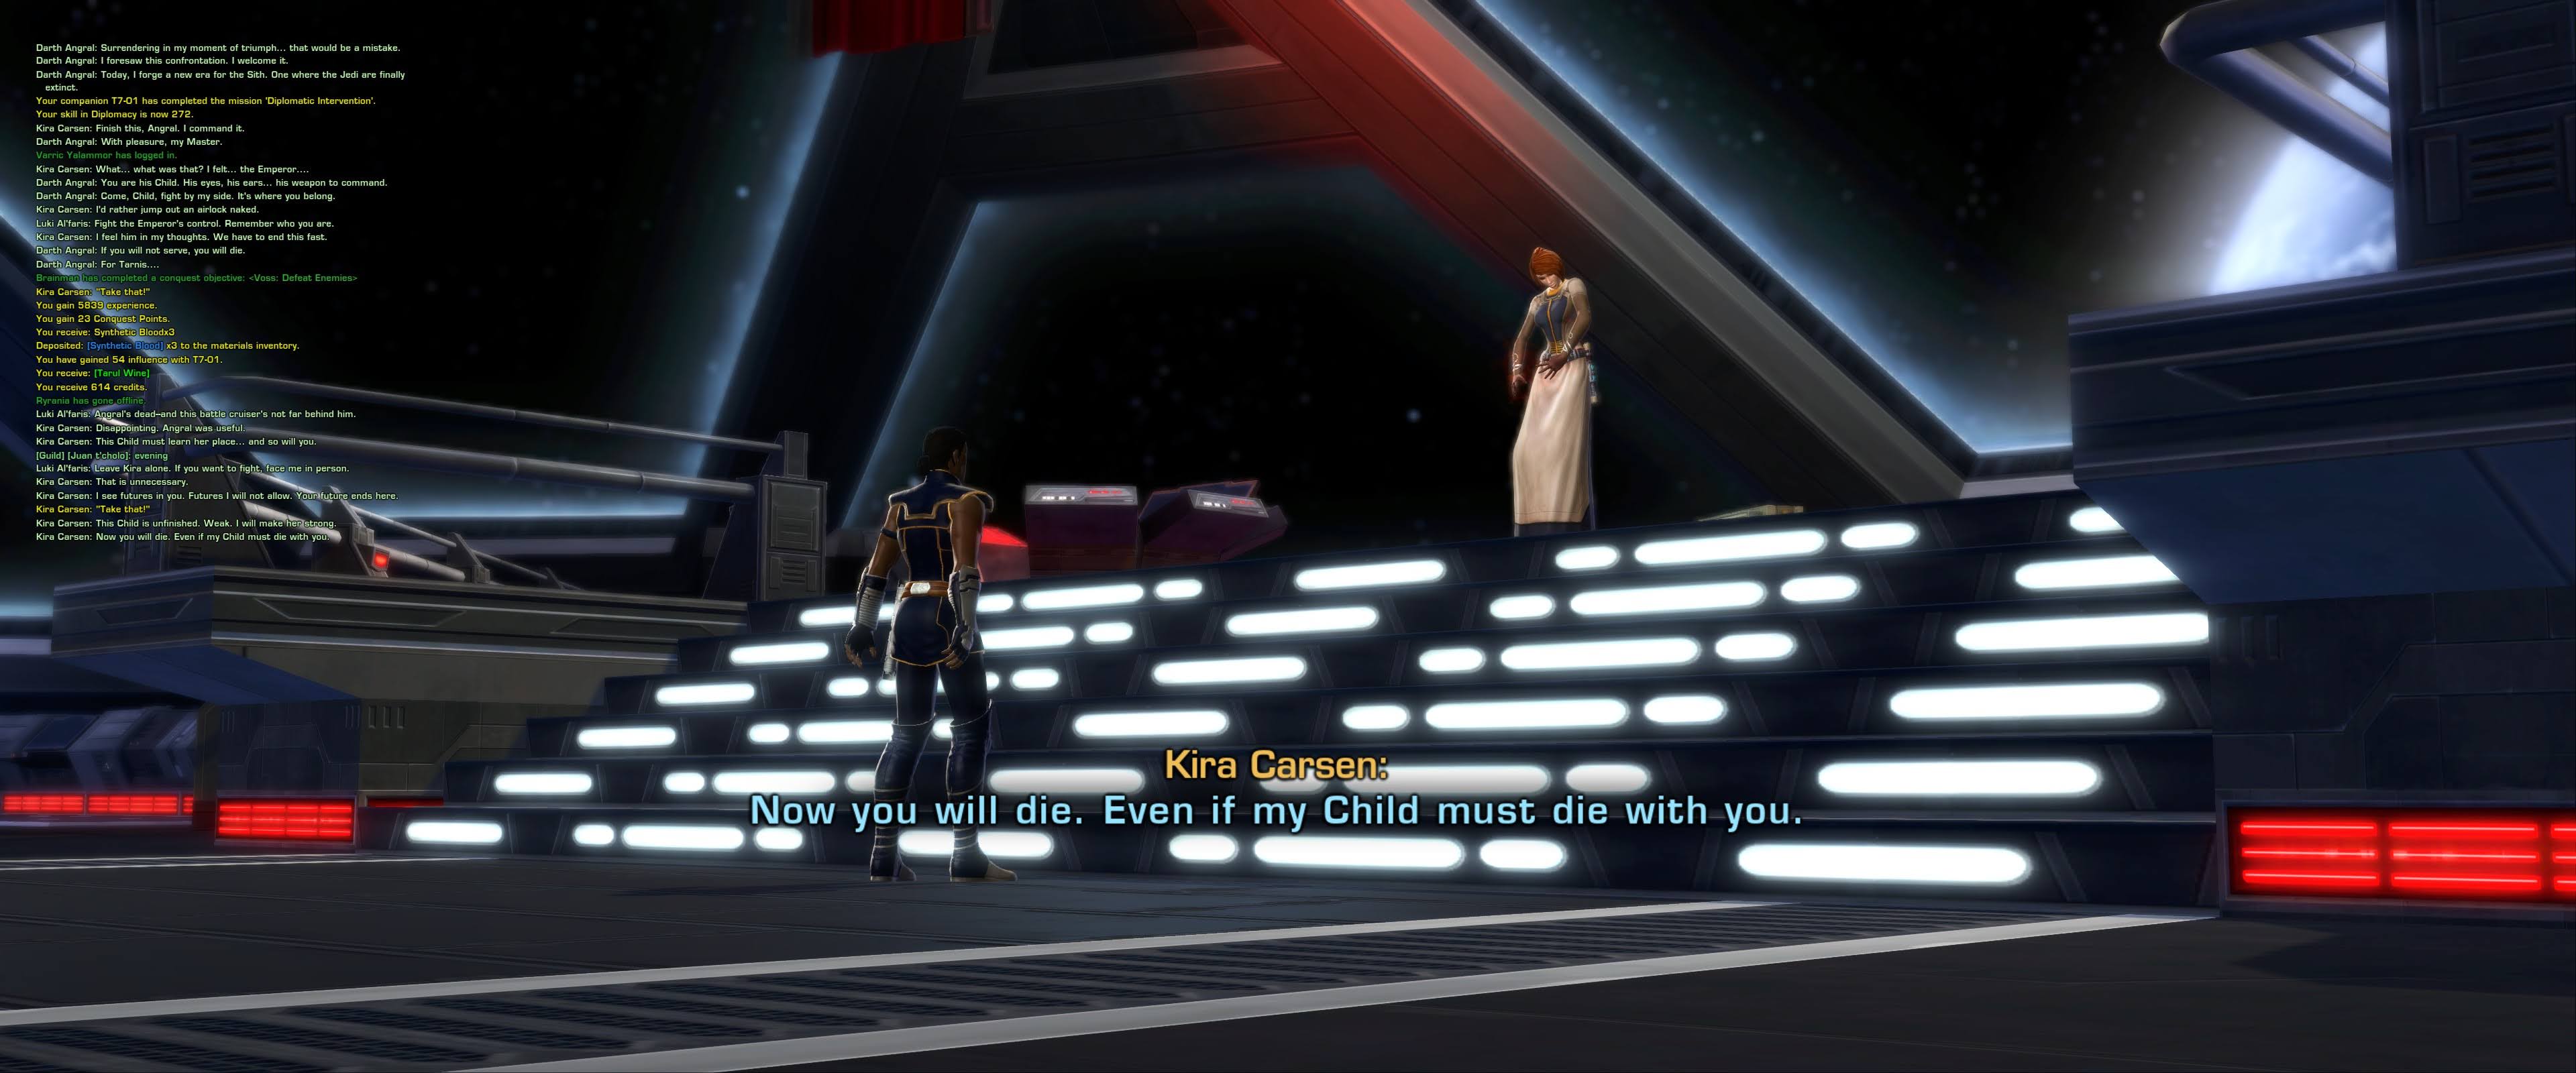 Darth Angral: Surrendering in my moment of triumph... that would be a mistake.
Darth Angral: I foresaw this confrontation. I welcome it.
Darth Angral: Today, I forge a new era for the Sith. One where the Jedi are finally
extinct.
Your companion T7-01 has completed the mission 'Diplomatic Intervention'.
Your skill in Diplomacy is now 272.
Kira Carsen: Finish this, Angral. I command it.
Darth Angral: With pleasure, my Master.
Varric Yalammor has logged in.
Kira Carsen: What... what was that? I felt... the Emperor....
Darth Angral: You are his Child. His eyes, his ears... his weapon to command.
Darth Angral: Come, Child, fight by my side. It's where you belong.
Kira Carsen: I'd rather jump out an airlock naked.
Luki Al'faris: Fight the Emperor's control. Remember who you are.
Kira Carsen: I feel him in my thoughts. We have to end this fast.
Darth Angral: If you will not serve, you will die.
Darth Angral: For Tarnis....
Brainman has completed a conquest objective: <Voss: Defeat Enemies>
Kira Carsen: "Take that!"
You gain 5839 experience.
You gain 23 Conquest Points.
You receive: Synthetic Bloodx3
Deposited: [Synthetic Blood] x3 to the materials inventory.
You have gained 54 influence with T7-01.
You receive: [Tarul Wine]
You receive 614 credits.
Ryrania has gone offline.
Luki Al'faris: Angral's dead—and this battle cruiser's not far behind him.
Kira Carsen: Disappointing. Angral was useful.
Kira Carsen: This Child must learn her place... and so will you.
[Guild] [Juan t'cholo]: evening
Luki Al'faris: Leave Kira alone. If you want to fight, face me in person.
Kira Carsen: That is unnecessary.
Kira Carsen: I see futures in you. Futures I will not allow. Your future ends here.
Kira Carsen: "Take that!"
Kira Carsen: This Child is unfinished. Weak. I will make her strong.
Kira Carsen: Now you will die. Even if my Child must die with you.
Kira Carsen:
Now you will die. Even if my Child must die with you.